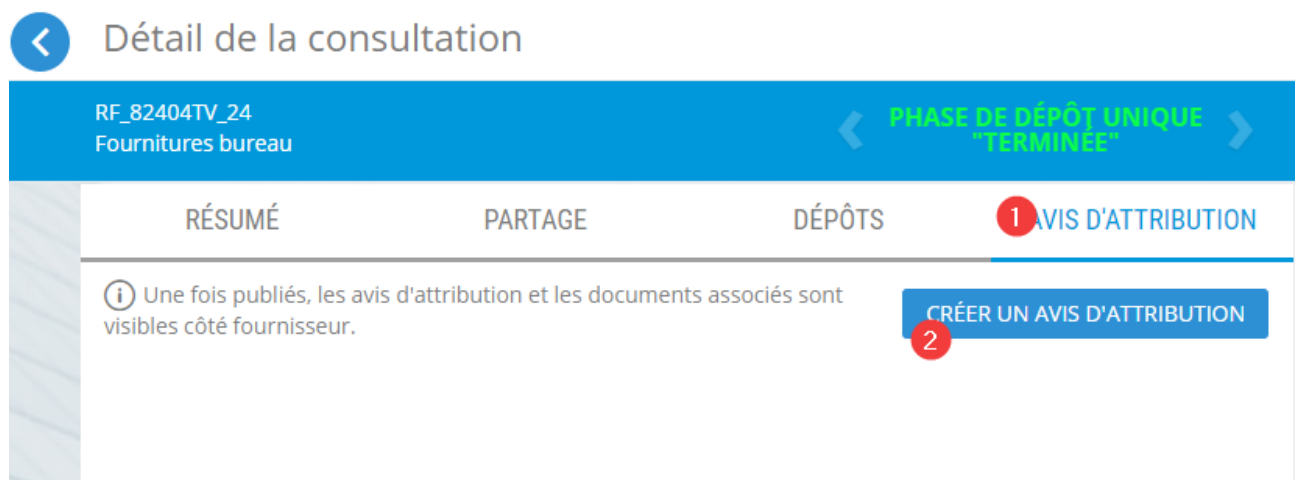 Détail de la consultation
RF_82404TV_24
Fournitures bureau
PHASE DE DÉPÔT UNIQUE
"TERMINÉE"
RÉSUMÉ
PARTAGE
DÉPÔTS
1
AVIS D'ATTRIBUTION
i Une fois publiés, les avis d'attribution et les documents associés sont
visibles côté fournisseur.
CRÉER UN AVIS D'ATTRIBUTION
2